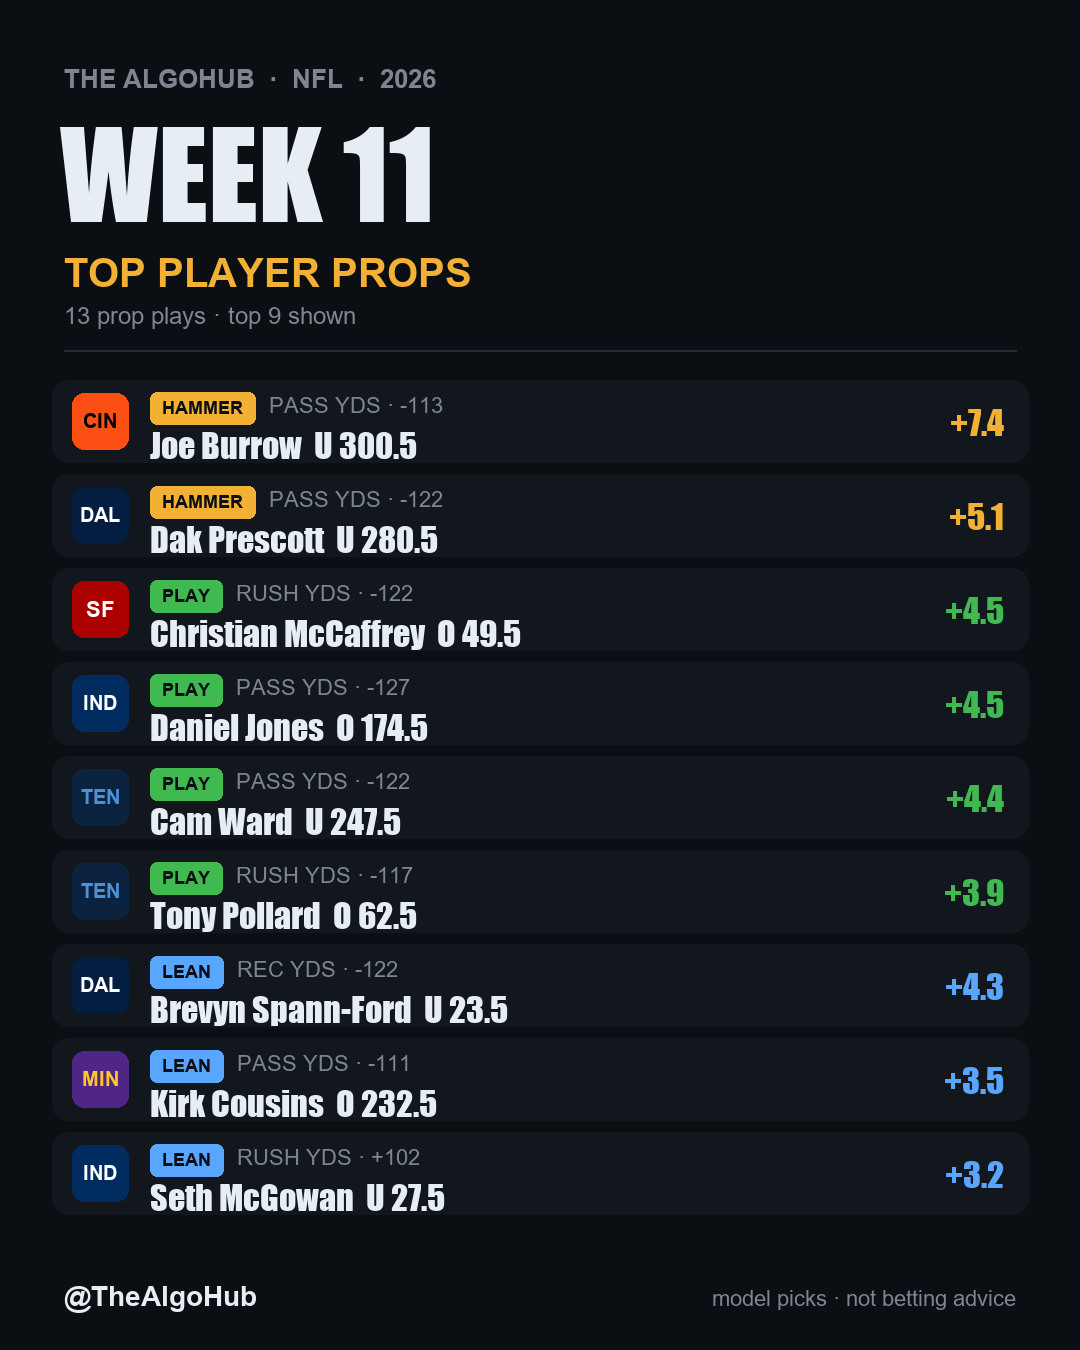 THE ALGOHUB · NFL · 2026
WEEK 11
TOP PLAYER PROPS
13 prop plays · top 9 shown
CIN HAMMER PASS YDS · -113
Joe Burrow U 300.5 +7.4
DAL HAMMER PASS YDS · -122
Dak Prescott U 280.5 +5.1
SF PLAY RUSH YDS · -122
Christian McCaffrey O 49.5 +4.5
IND PLAY PASS YDS · -127
Daniel Jones O 174.5 +4.5
TEN PLAY PASS YDS · -122
Cam Ward U 247.5 +4.4
TEN PLAY RUSH YDS · -117
Tony Pollard O 62.5 +3.9
DAL LEAN REC YDS · -122
Brevyn Spann-Ford U 23.5 +4.3
MIN LEAN PASS YDS · -111
Kirk Cousins O 232.5 +3.5
IND LEAN RUSH YDS · +102
Seth McGowan U 27.5 +3.2
@TheAlgoHub
model picks · not betting advice